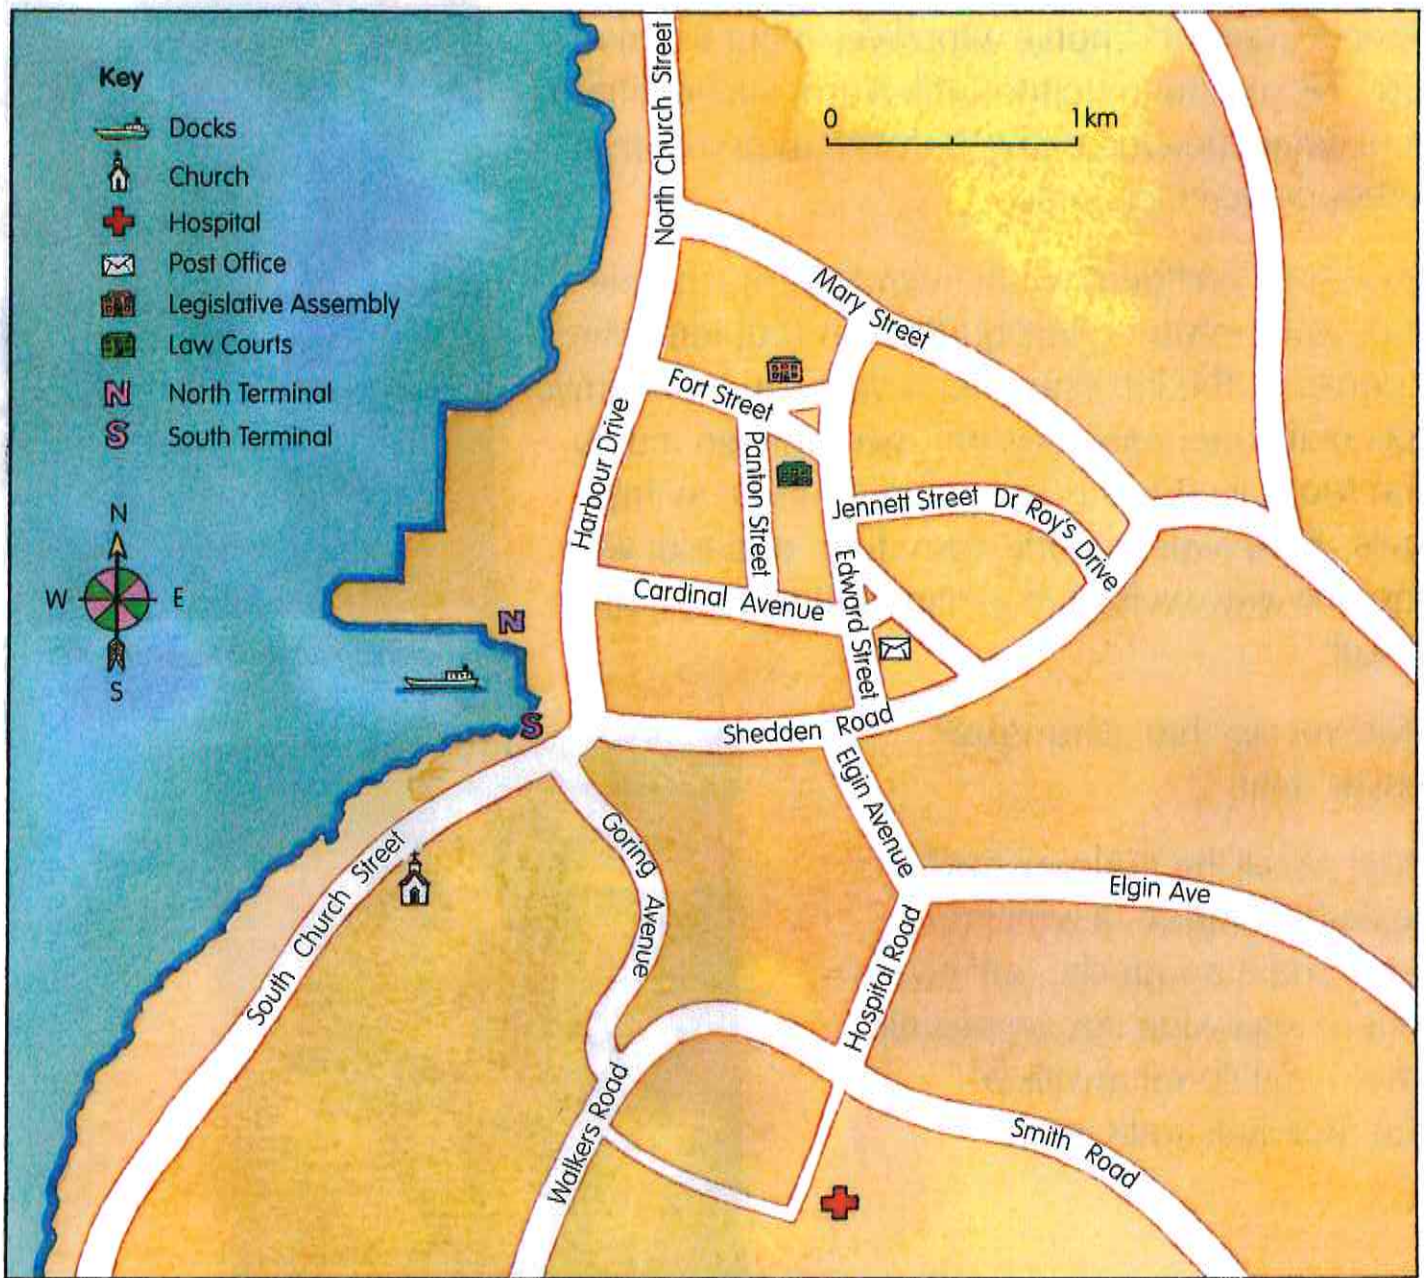 Key
Docks
Church
Hospital
Post Office
Legislative Assembly
Law Courts
N North Terminal
S South Terminal
N
W E
S
0 1km
North Church Street
Mary Street
Fort Street
Harbour Drive
Panton Street
Jennett Street
Dr Roy's Drive
Edward Street
Cardinal Avenue
N
S
Shedden Road
Elgin Avenue
Goring Avenue
South Church Street
Elgin Ave
Hospital Road
Walkers Road
Smith Road